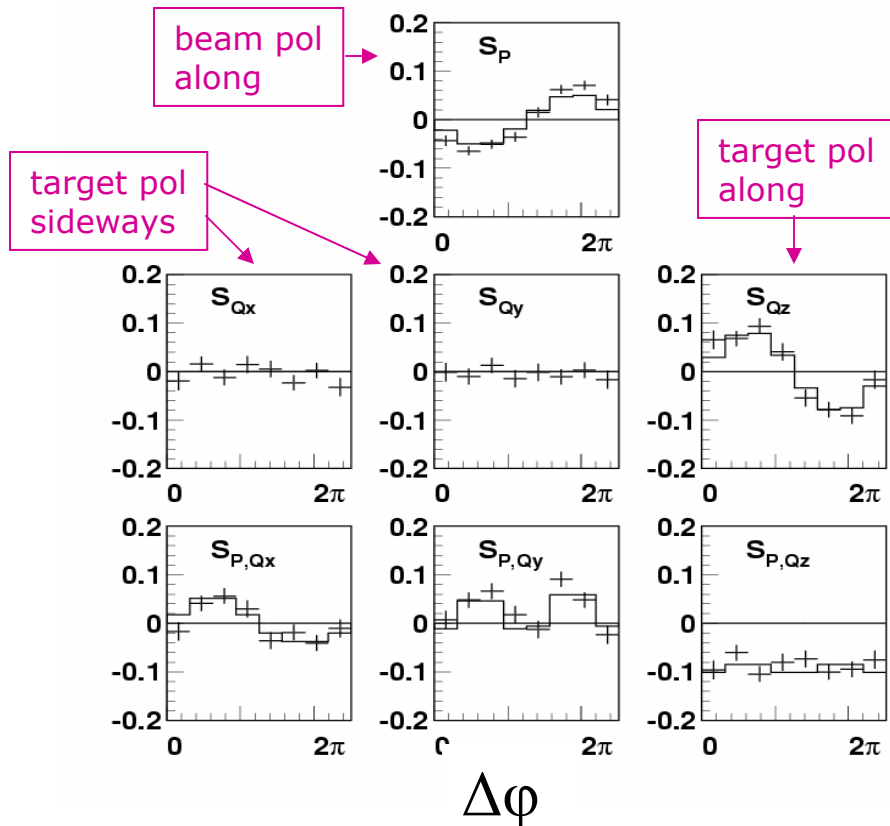 beam pol
along
S_P
0.2
0.1
0
-0.1
-0.2
0
2π
target pol
sideways
target pol
along
S_Qx
0.2
0.1
0
-0.1
-0.2
0
2π
S_Qy
0.2
0.1
0
-0.1
-0.2
0
2π
S_Qz
0.2
0.1
0
-0.1
-0.2
0
2π
S_P,Qx
0.2
0.1
0
-0.1
-0.2
0
2π
S_P,Qy
0.2
0.1
0
-0.1
-0.2
2π
S_P,Qz
0.2
0.1
0
-0.1
-0.2
0
2π
Δφ